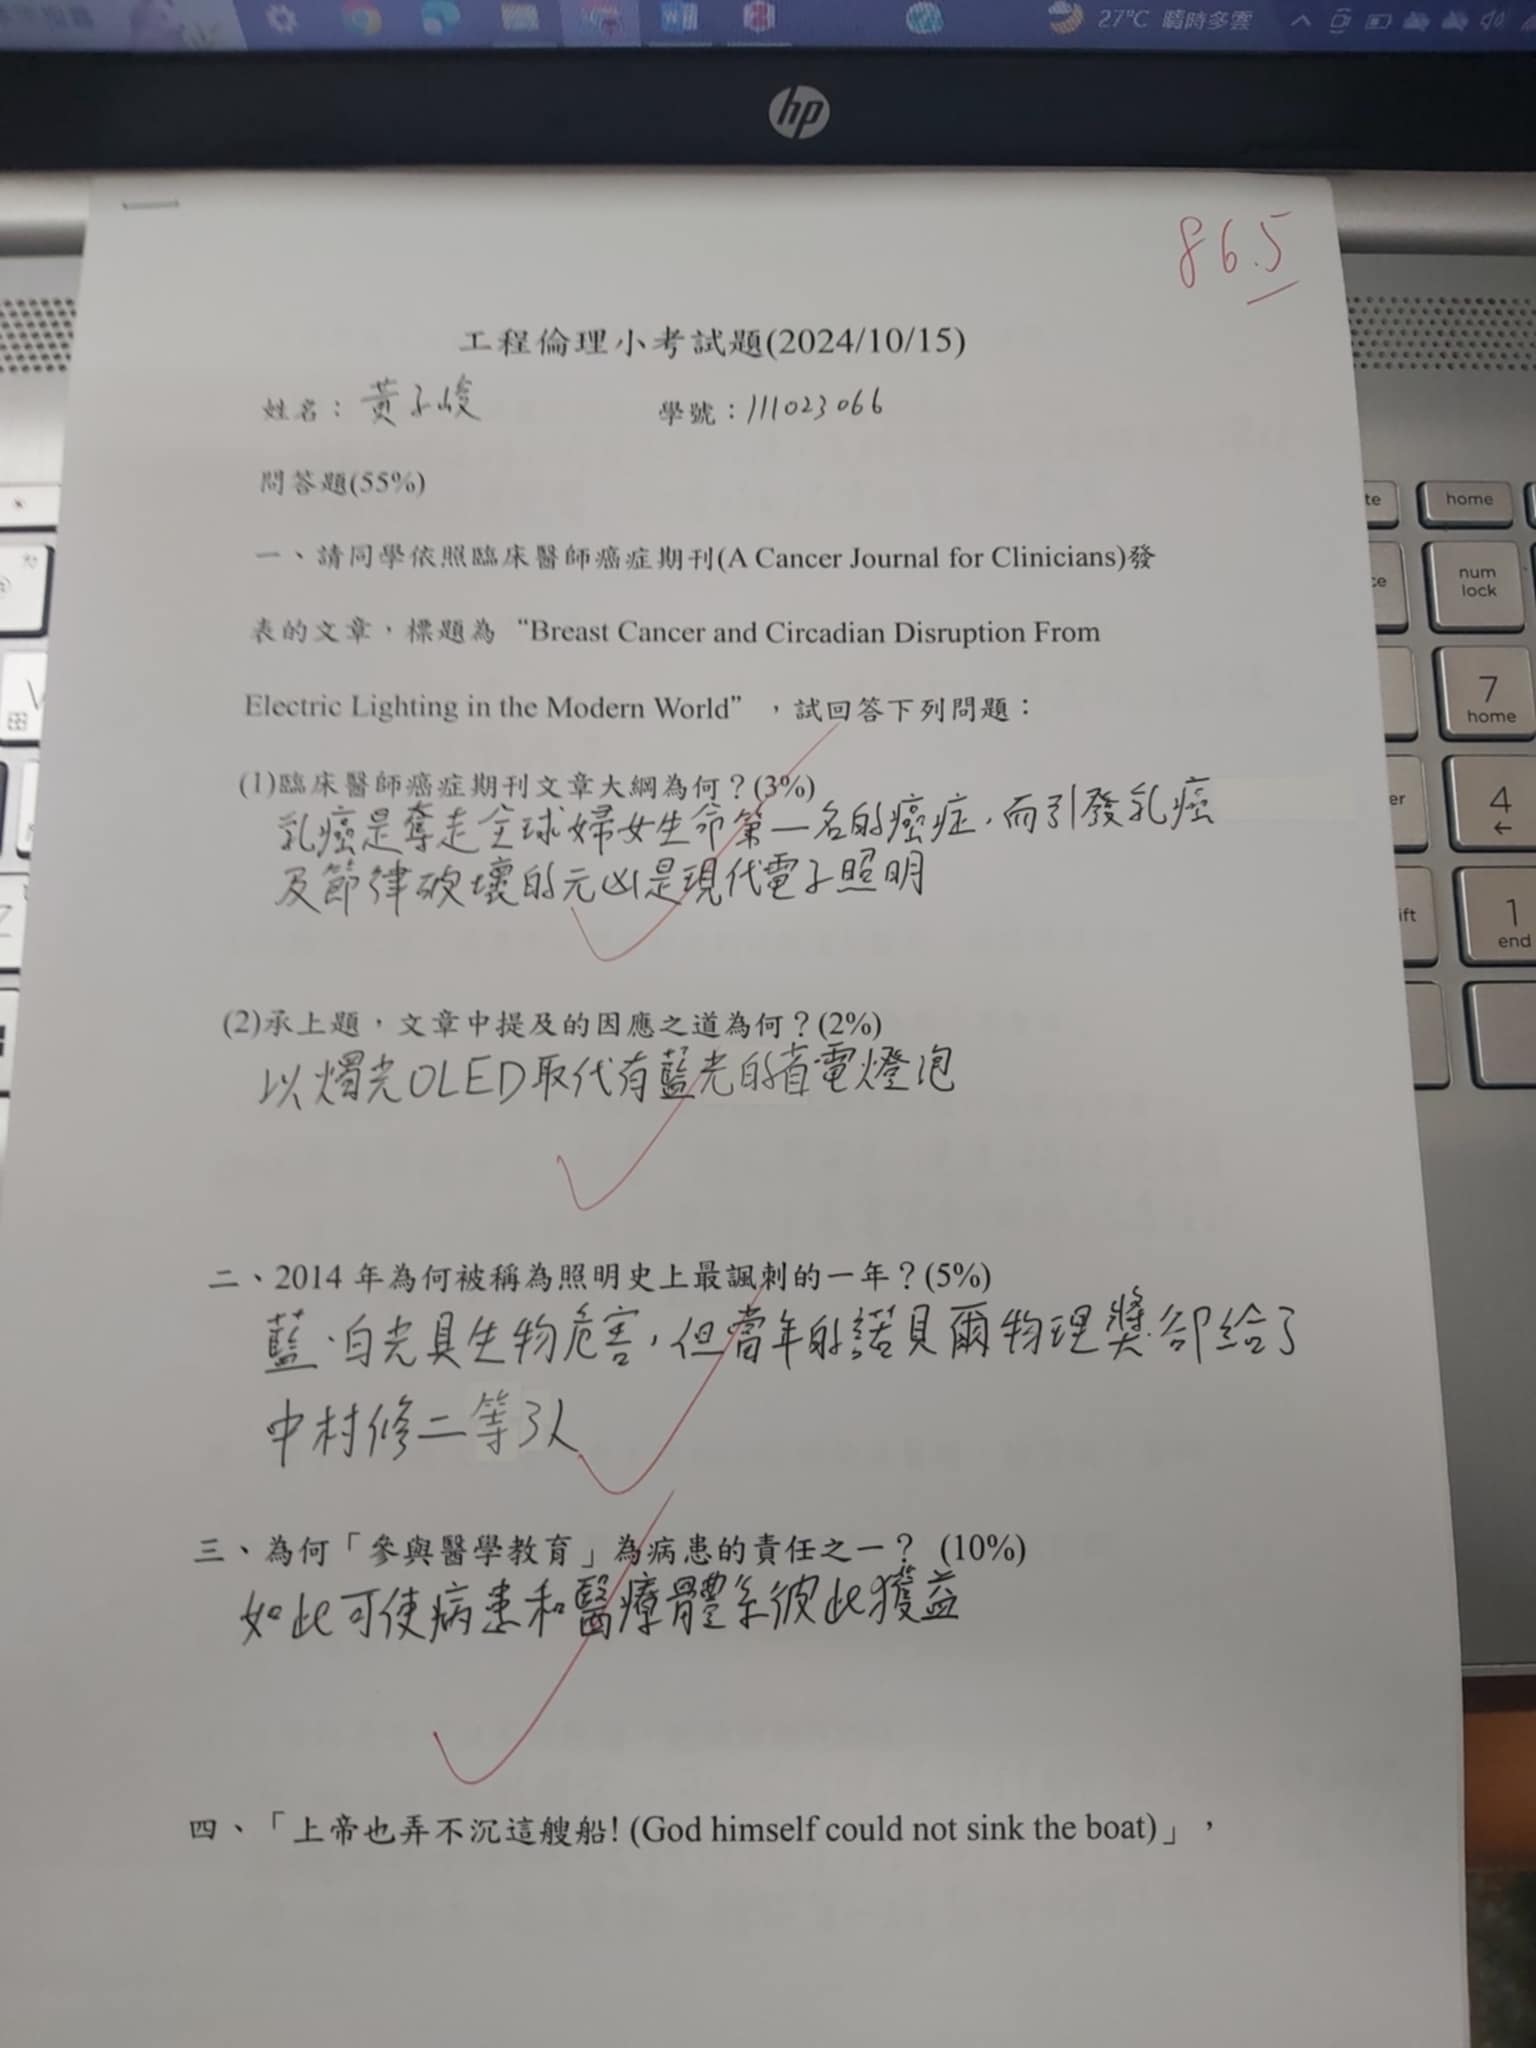 27°C 晴時多雲
hp
86.5
工程倫理小考試題(2024/10/15)
姓名：黃子峻 學號：111023066
問答題(55%)
一、請同學依照臨床醫師癌症期刊(A Cancer Journal for Clinicians)發
表的文章，標題為“Breast Cancer and Circadian Disruption From
Electric Lighting in the Modern World”，試回答下列問題：
(1)臨床醫師癌症期刊文章大綱為何？(3%)
乳癌是奪走全球婦女生命第一名的癌症，而引發乳癌
及節律破壞的元凶是現代電子照明
(2)承上題，文章中提及的因應之道為何？(2%)
以燭光OLED取代有藍光的省電燈泡
二、2014年為何被稱為照明史上最諷刺的一年？(5%)
藍、白光具生物危害，但當年的諾貝爾物理獎卻給了
中村修二等3人
三、為何「參與醫學教育」為病患的責任之一？ (10%)
如此可使病患和醫療體系彼此獲益
四、「上帝也弄不沉這艘船! (God himself could not sink the boat)」，
home
num
lock
7
home
4
←
1
end